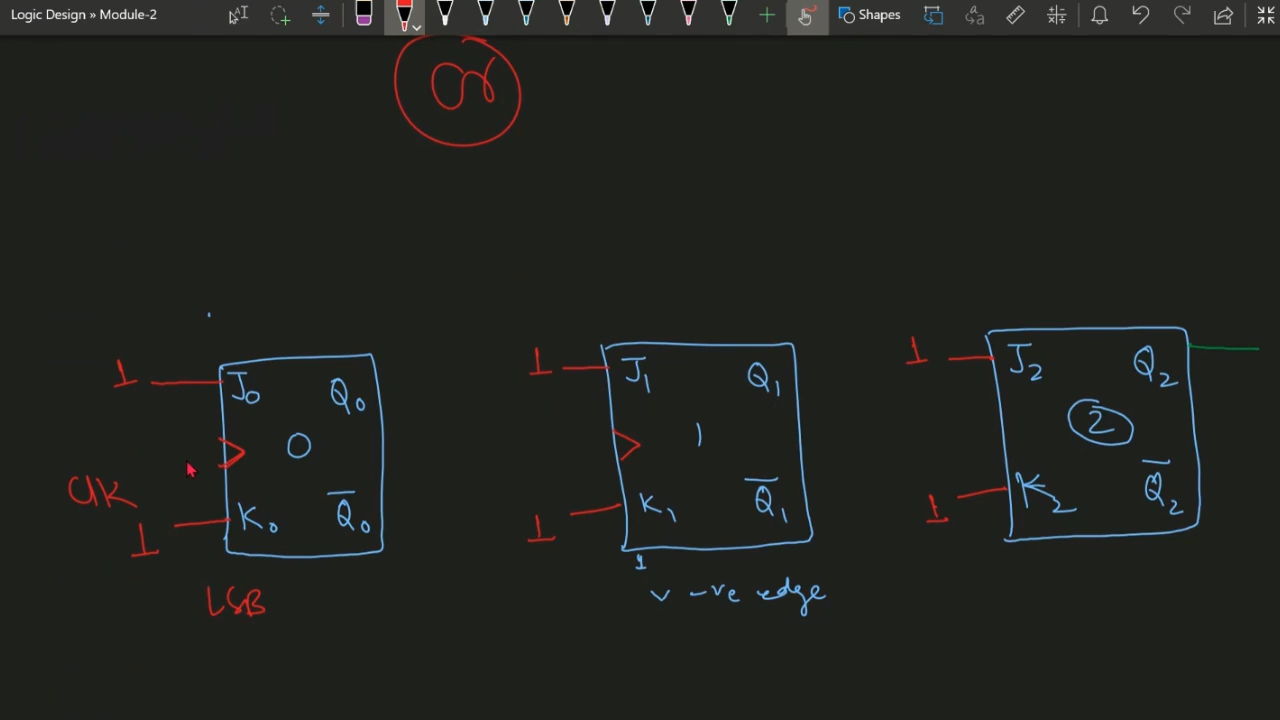 Logic Design » Module-2
Shapes
Or
1 J0 Q0
0
Clk
1 K0 Q̅0
LSB
1 J1 Q1
1
1 K1 Q̅1
1
v -ve edge
1 J2 Q2
2
1 K2 Q̅2